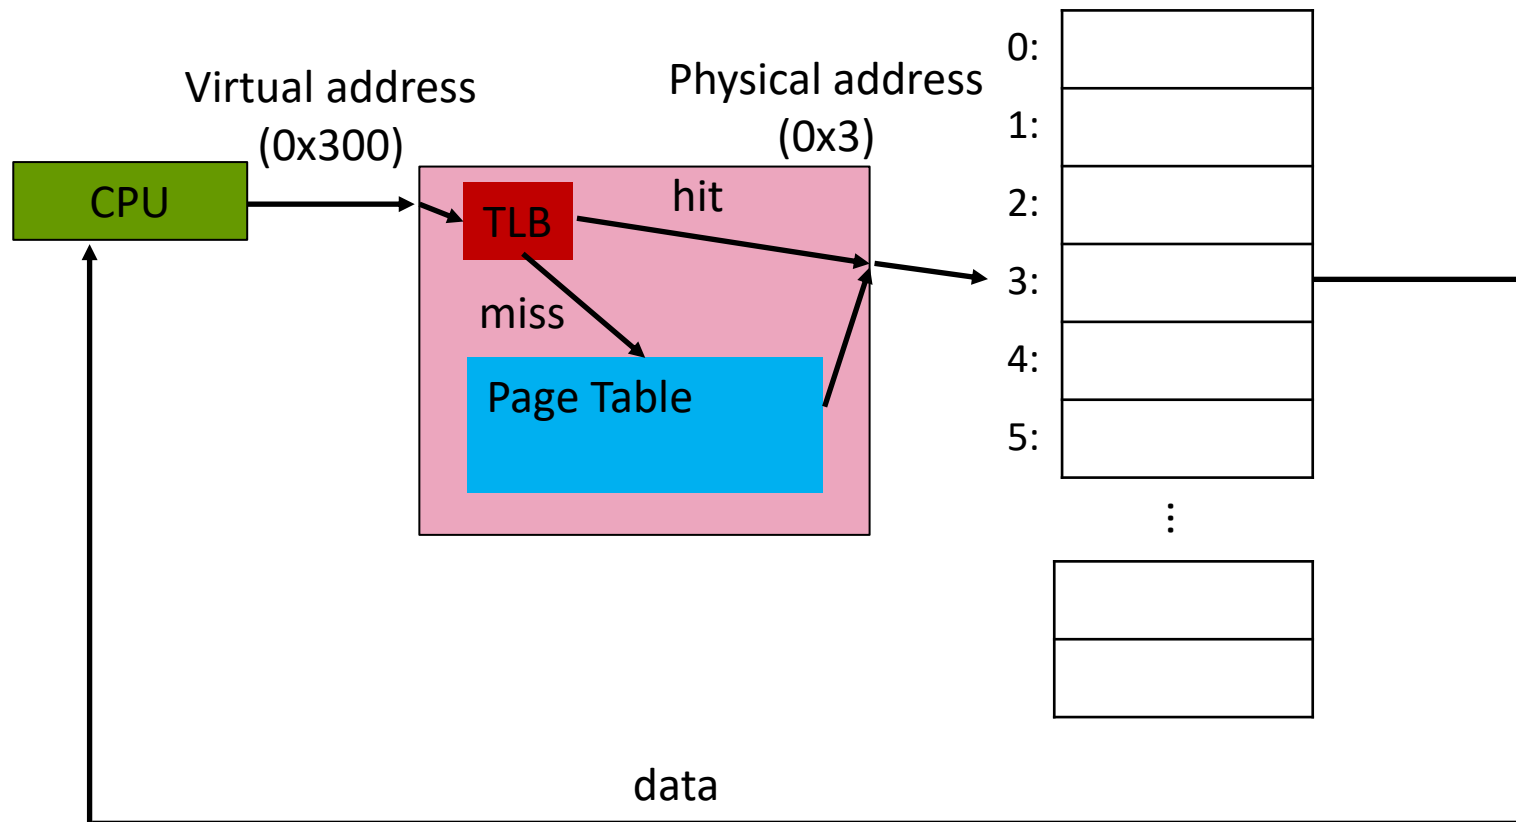 Virtual address
(0x300)
Physical address
(0x3)
CPU
TLB
hit
miss
Page Table
0:
1:
2:
3:
4:
5:
...
data